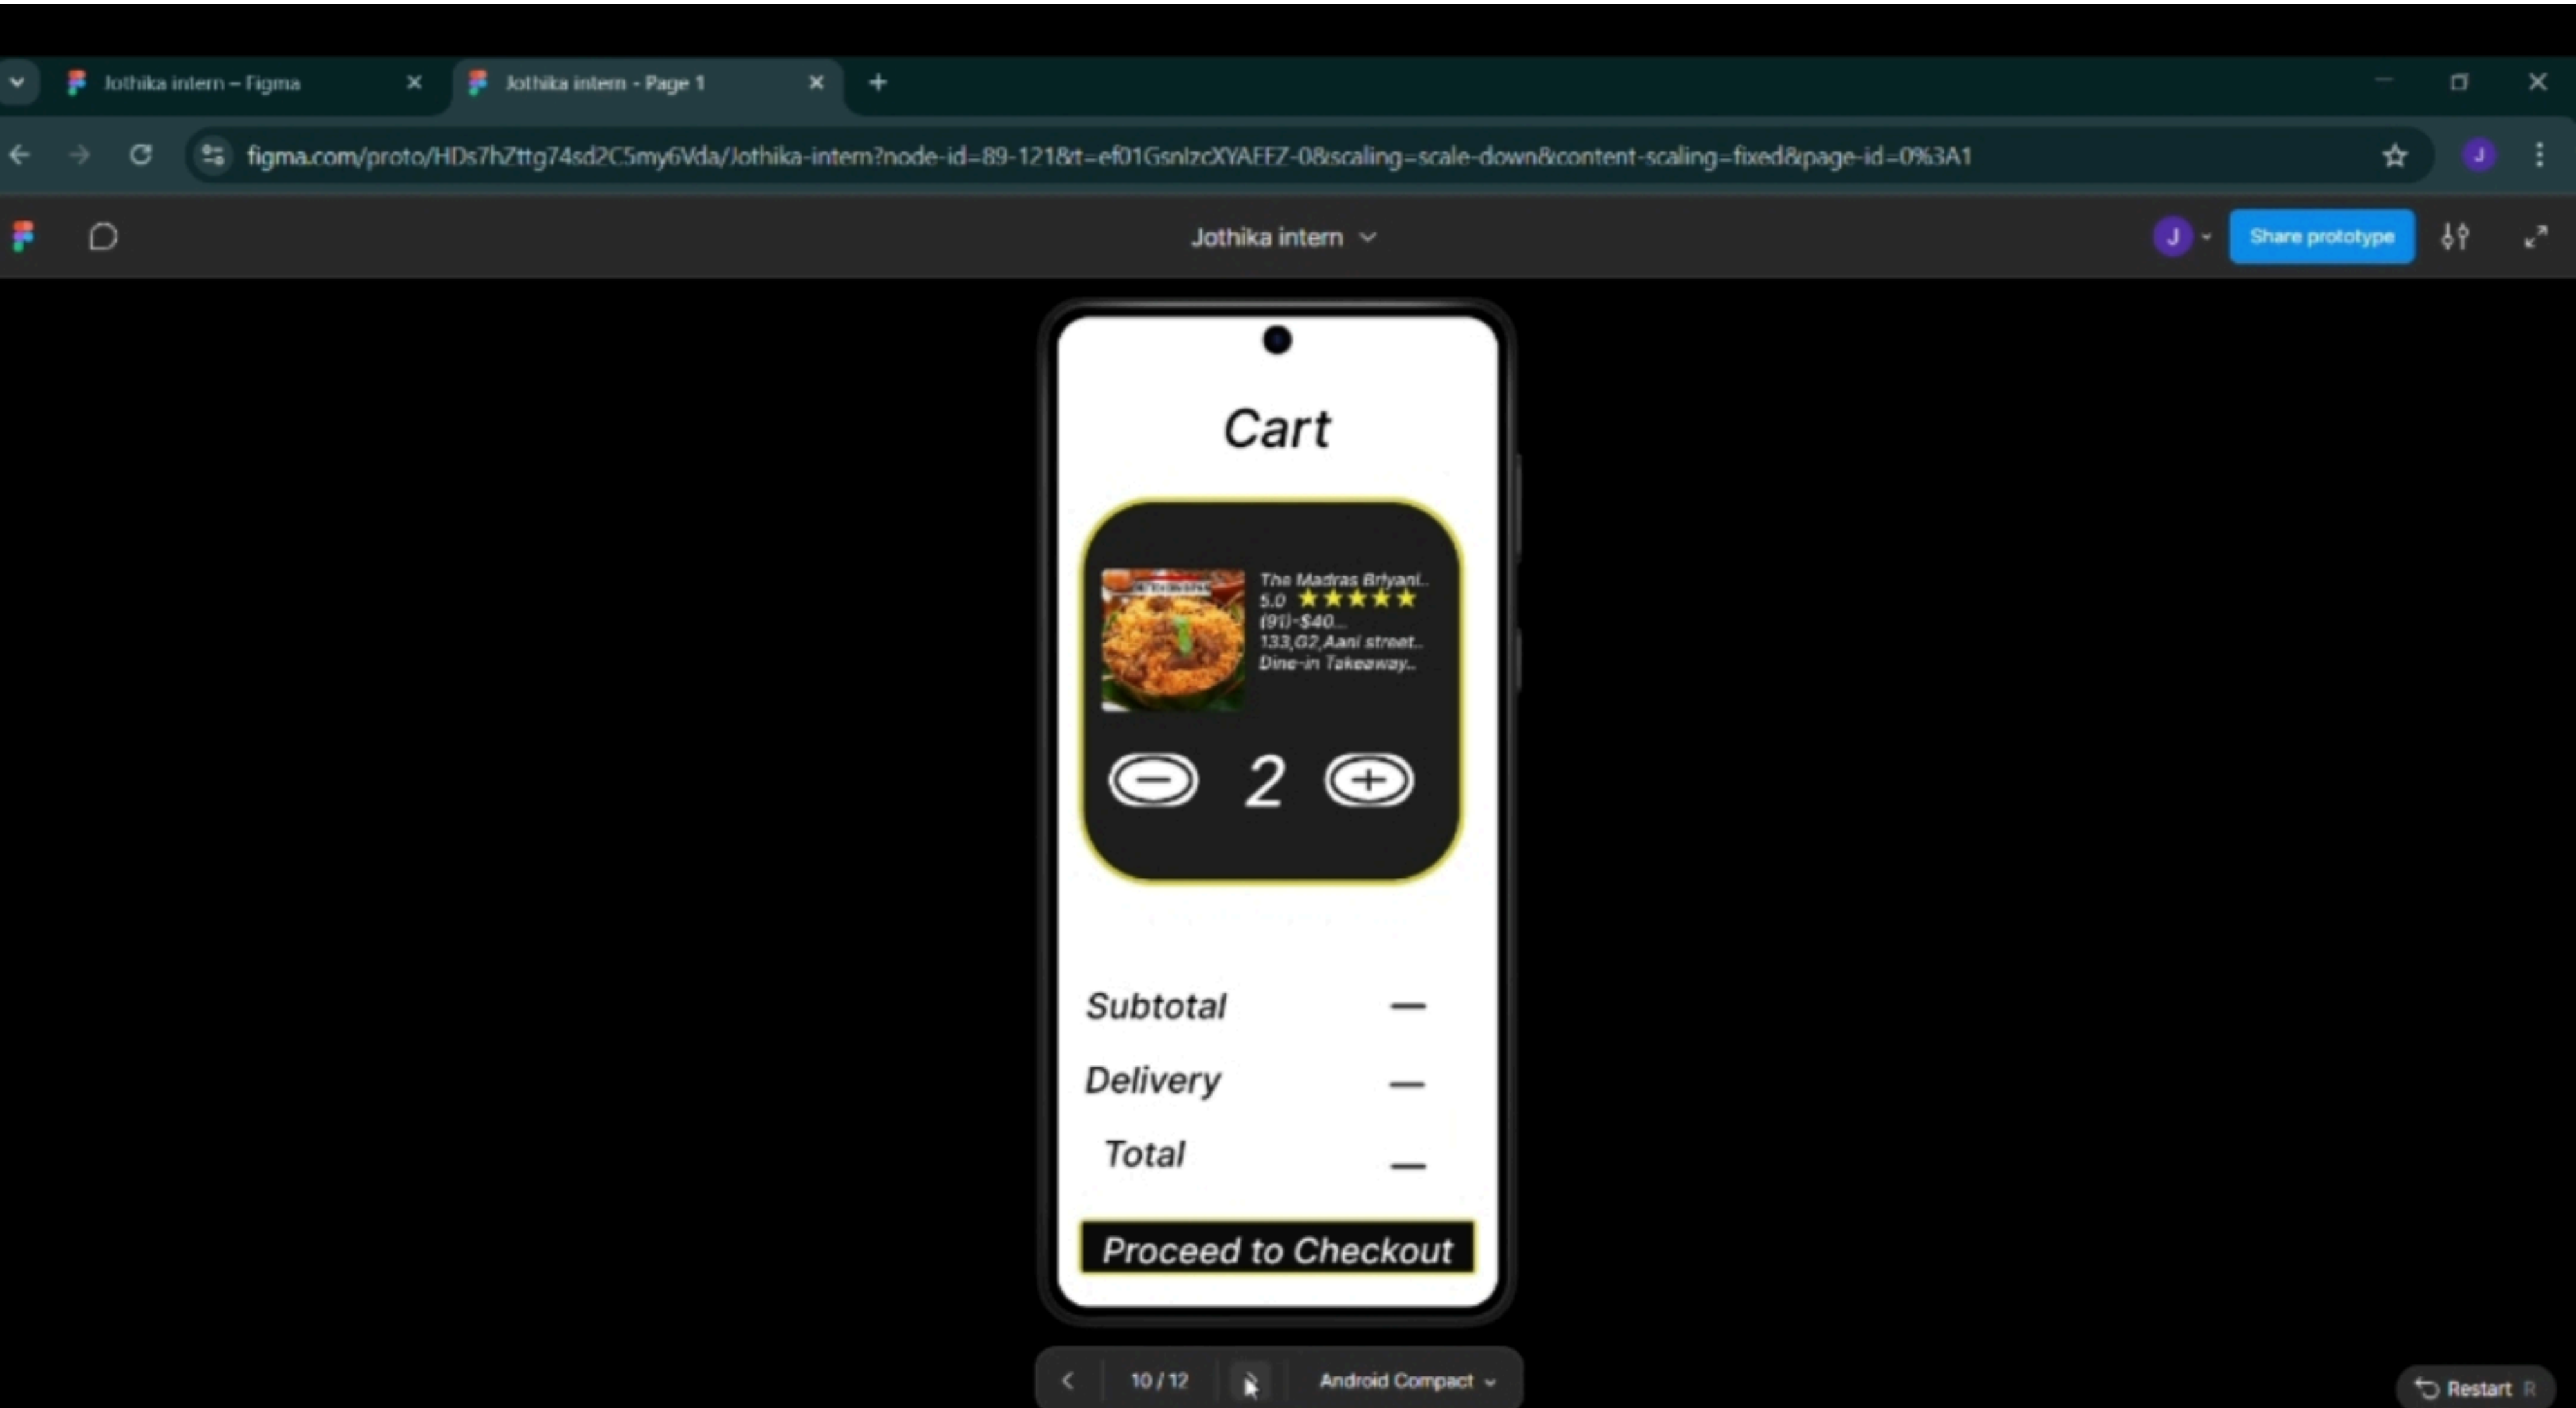 Jothika intern – Figma
Jothika intern - Page 1
figma.com/proto/HDs7hZttg74sd2C5my6Vda/Jothika-intern?node-id=89-121&t=ef01GsnIzcXYAEFZ-0&scaling=scale-down&content-scaling=fixed&page-id=0%3A1
J
Jothika intern
J
Share prototype
Cart
The Madras Briyani..
5.0 ★★★★★
(91)-$40...
133,G2,Aani street..
Dine-in Takeaway...
2
Subtotal —
Delivery —
Total —
Proceed to Checkout
10 / 12
Android Compact
Restart R